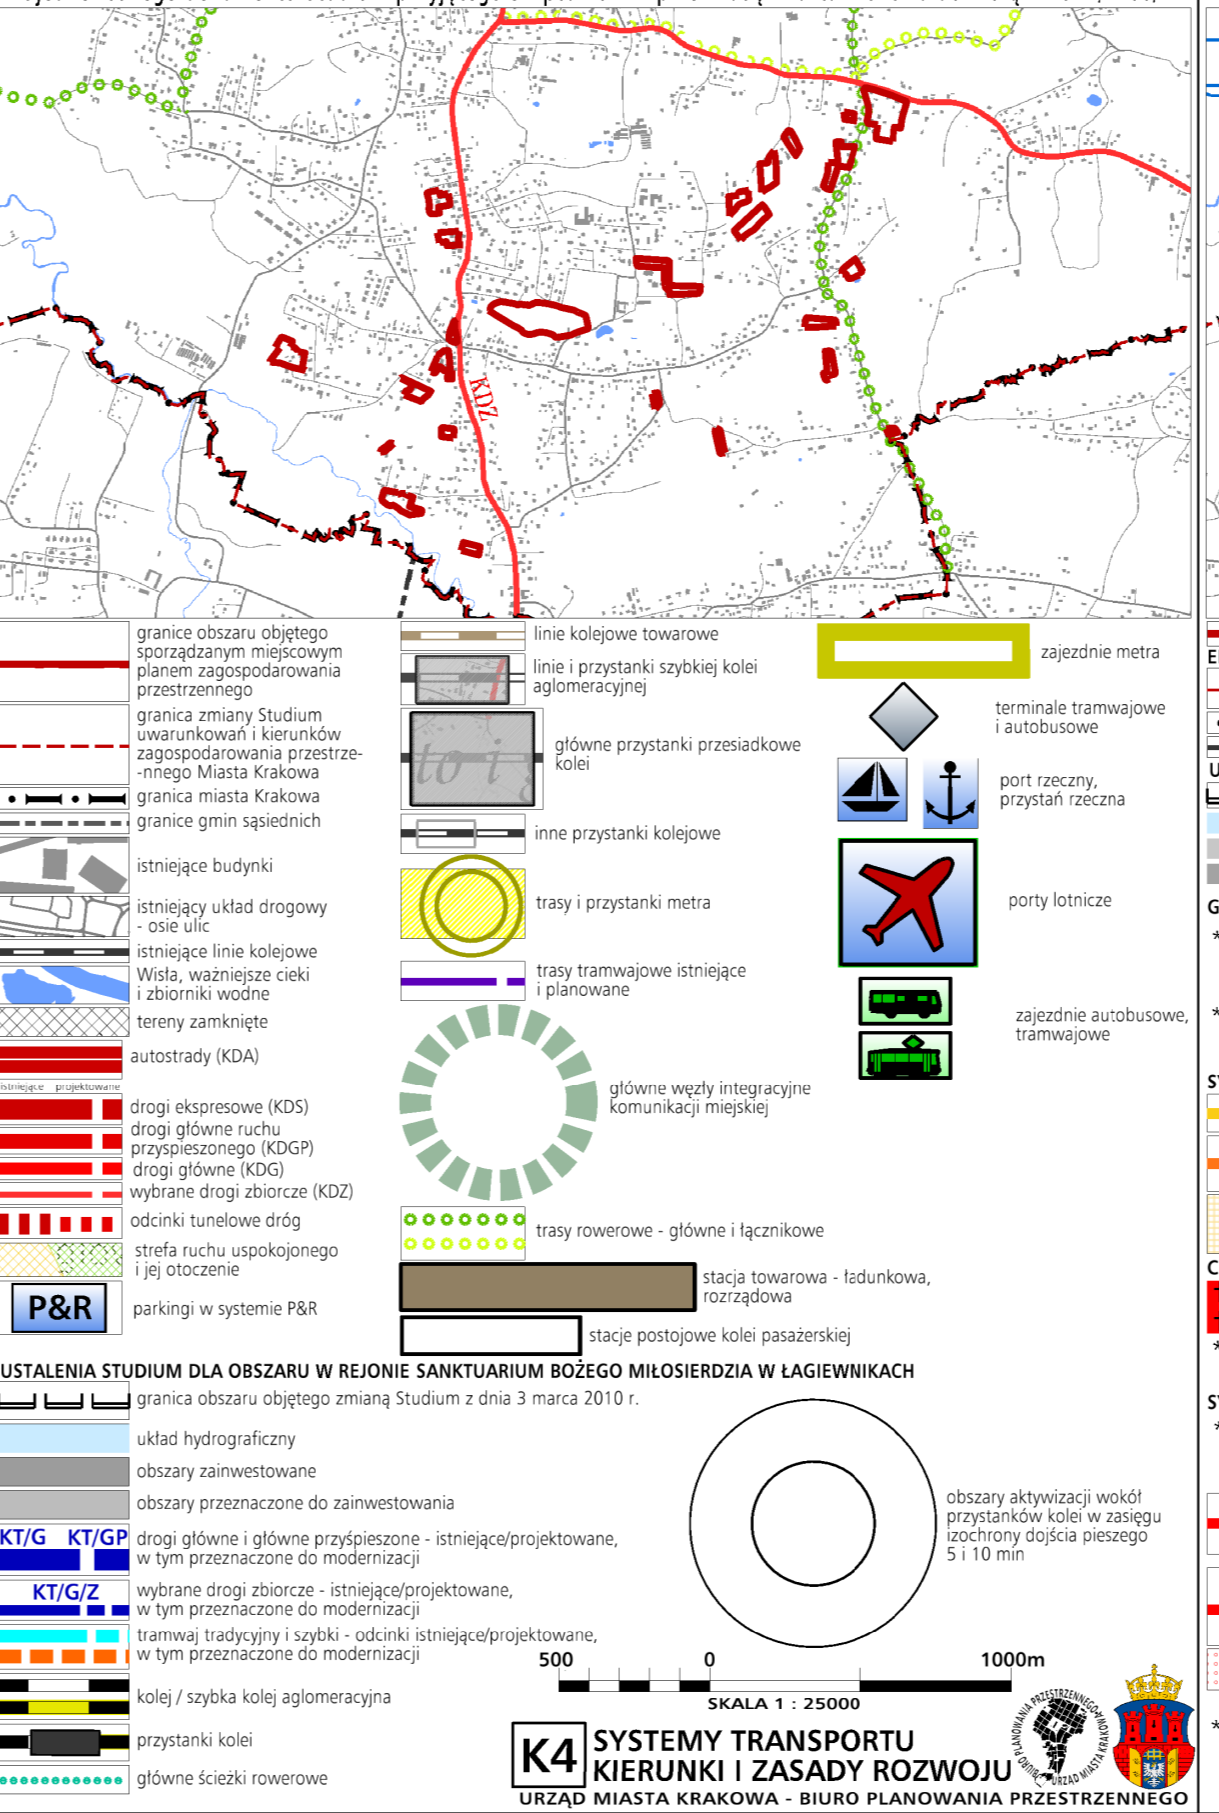 KDZ
granice obszaru objętego
sporządzanym miejscowym
planem zagospodarowania
przestrzennego
granica zmiany Studium
uwarunkowań i kierunków
zagospodarowania przestrze-
-nnego Miasta Krakowa
granica miasta Krakowa
granice gmin sąsiednich
istniejące budynki
istniejący układ drogowy
- osie ulic
istniejące linie kolejowe
Wisła, ważniejsze cieki
i zbiorniki wodne
tereny zamknięte
autostrady (KDA)
istniejące projektowane
drogi ekspresowe (KDS)
drogi główne ruchu
przyspieszonego (KDGP)
drogi główne (KDG)
wybrane drogi zbiorcze (KDZ)
odcinki tunelowe dróg
strefa ruchu uspokojonego
i jej otoczenie
P&R
parkingi w systemie P&R
linie kolejowe towarowe
linie i przystanki szybkiej kolei
aglomeracyjnej
to i
główne przystanki przesiadkowe
kolei
inne przystanki kolejowe
trasy i przystanki metra
trasy tramwajowe istniejące
i planowane
główne węzły integracyjne
komunikacji miejskiej
trasy rowerowe - główne i łącznikowe
stacja towarowa - ładunkowa,
rozrządowa
stacje postojowe kolei pasażerskiej
zajezdnie metra
terminale tramwajowe
i autobusowe
port rzeczny,
przystań rzeczna
porty lotnicze
zajezdnie autobusowe,
tramwajowe
USTALENIA STUDIUM DLA OBSZARU W REJONIE SANKTUARIUM BOŻEGO MIŁOSIERDZIA W ŁAGIEWNIKACH
granica obszaru objętego zmianą Studium z dnia 3 marca 2010 r.
układ hydrograficzny
obszary zainwestowane
obszary przeznaczone do zainwestowania
KT/G KT/GP
drogi główne i główne przyśpieszone - istniejące/projektowane,
w tym przeznaczone do modernizacji
KT/G/Z
wybrane drogi zbiorcze - istniejące/projektowane,
w tym przeznaczone do modernizacji
tramwaj tradycyjny i szybki - odcinki istniejące/projektowane,
w tym przeznaczone do modernizacji
kolej / szybka kolej aglomeracyjna
przystanki kolei
główne ścieżki rowerowe
obszary aktywizacji wokół
przystanków kolei w zasięgu
izochrony dojścia pieszego
5 i 10 min
500 0 1000m
SKALA 1 : 25000
K4
SYSTEMY TRANSPORTU
KIERUNKI I ZASADY ROZWOJU
BIURO PLANOWANIA PRZESTRZENNEGO
URZĄD MIASTA KRAKOWA
URZĄD MIASTA KRAKOWA - BIURO PLANOWANIA PRZESTRZENNEGO